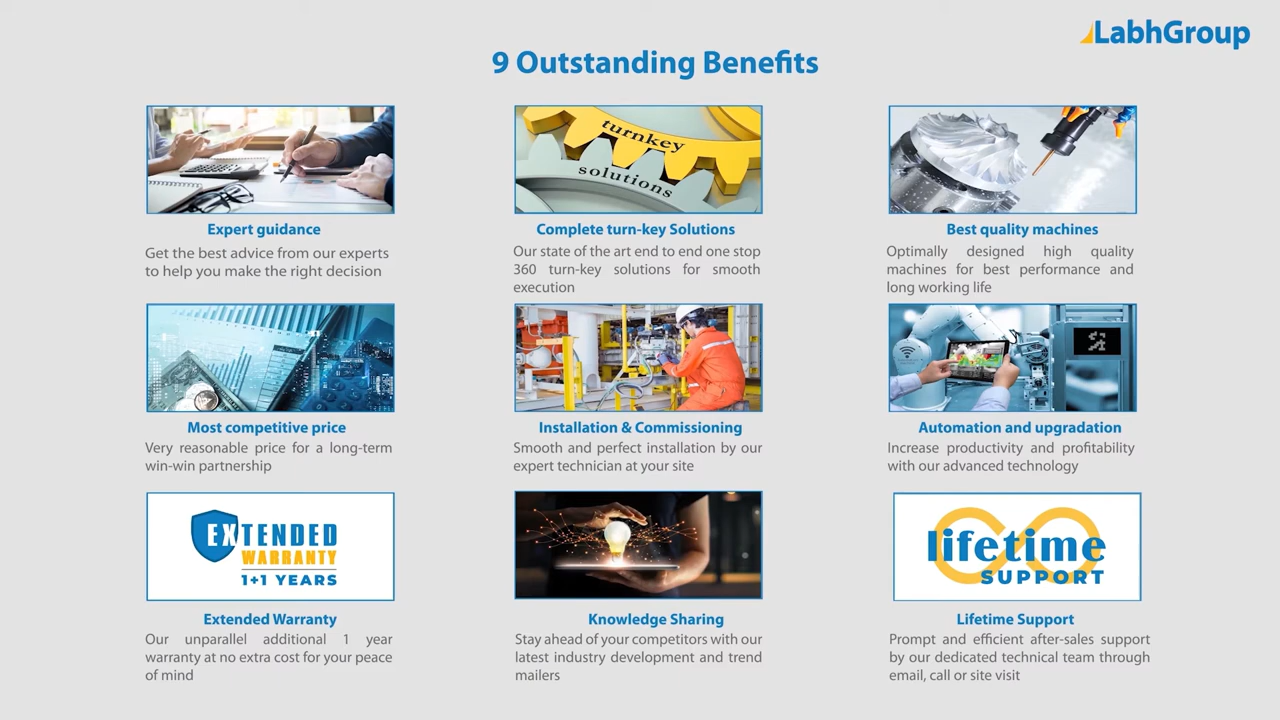 LabhGroup
9 Outstanding Benefits
turnkey
solutions
Expert guidance
Get the best advice from our experts
to help you make the right decision
Complete turn-key Solutions
Our state of the art end to end one stop
360 turn-key solutions for smooth
execution
Best quality machines
Optimally designed high quality
machines for best performance and
long working life
Most competitive price
Very reasonable price for a long-term
win-win partnership
Installation & Commissioning
Smooth and perfect installation by our
expert technician at your site
Automation and upgradation
Increase productivity and profitability
with our advanced technology
EXTENDED
WARRANTY
1+1 YEARS
Extended Warranty
Our unparallel additional 1 year
warranty at no extra cost for your peace
of mind
Knowledge Sharing
Stay ahead of your competitors with our
latest industry development and trend
mailers
lifetime
SUPPORT
Lifetime Support
Prompt and efficient after-sales support
by our dedicated technical team through
email, call or site visit